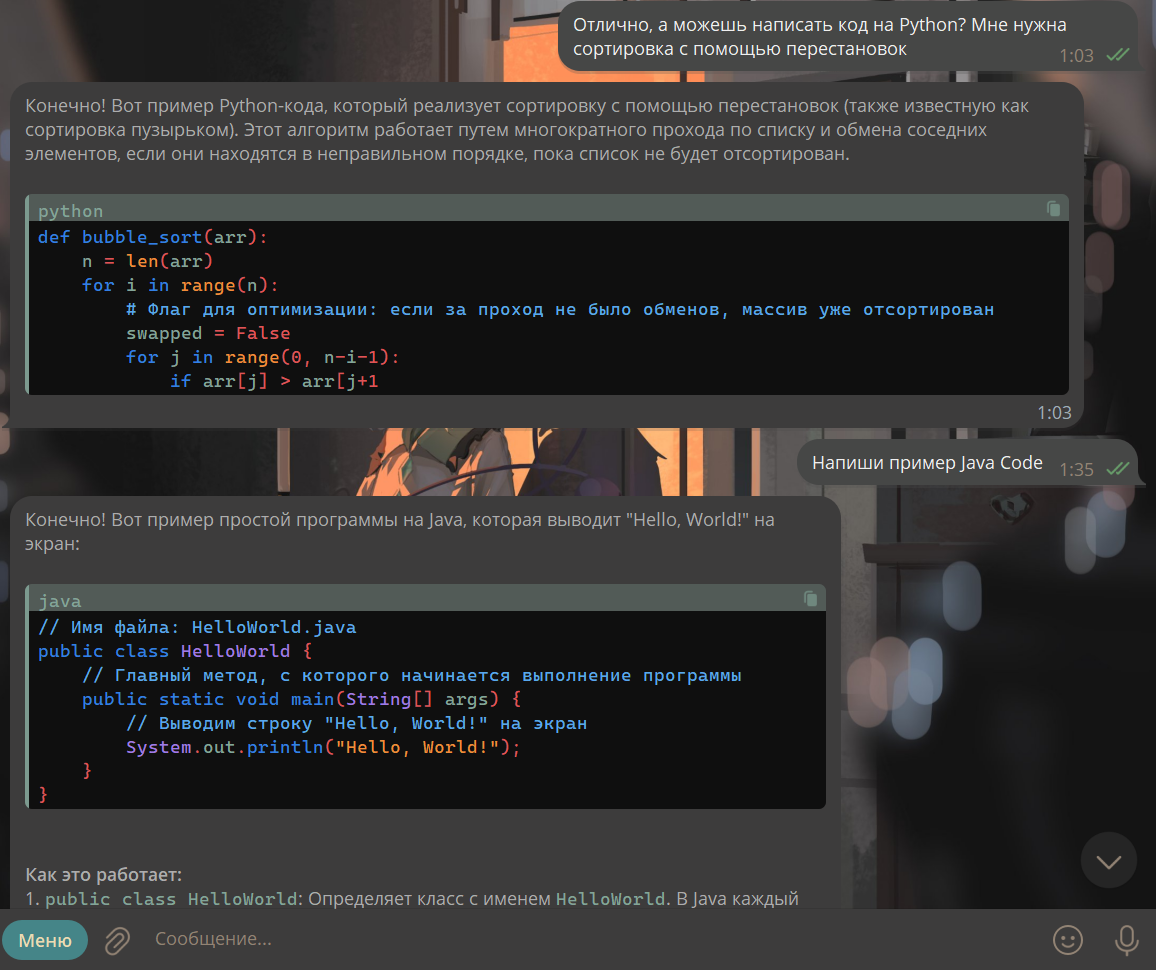 Отлично, а можешь написать код на Python? Мне нужна
сортировка с помощью перестановок
1:03
Конечно! Вот пример Python-кода, который реализует сортировку с помощью перестановок (также известную как
сортировка пузырьком). Этот алгоритм работает путем многократного прохода по списку и обмена соседних
элементов, если они находятся в неправильном порядке, пока список не будет отсортирован.
python
def bubble_sort(arr):
    n = len(arr)
    for i in range(n):
        # Флаг для оптимизации: если за проход не было обменов, массив уже отсортирован
        swapped = False
        for j in range(0, n-i-1):
            if arr[j] > arr[j+1
1:03
Напиши пример Java Code
1:35
Конечно! Вот пример простой программы на Java, которая выводит "Hello, World!" на
экран:
java
// Имя файла: HelloWorld.java
public class HelloWorld {
    // Главный метод, с которого начинается выполнение программы
    public static void main(String[] args) {
        // Выводим строку "Hello, World!" на экран
        System.out.println("Hello, World!");
    }
}
Как это работает:
1. public class HelloWorld: Определяет класс с именем HelloWorld. В Java каждый
Меню
Сообщение...